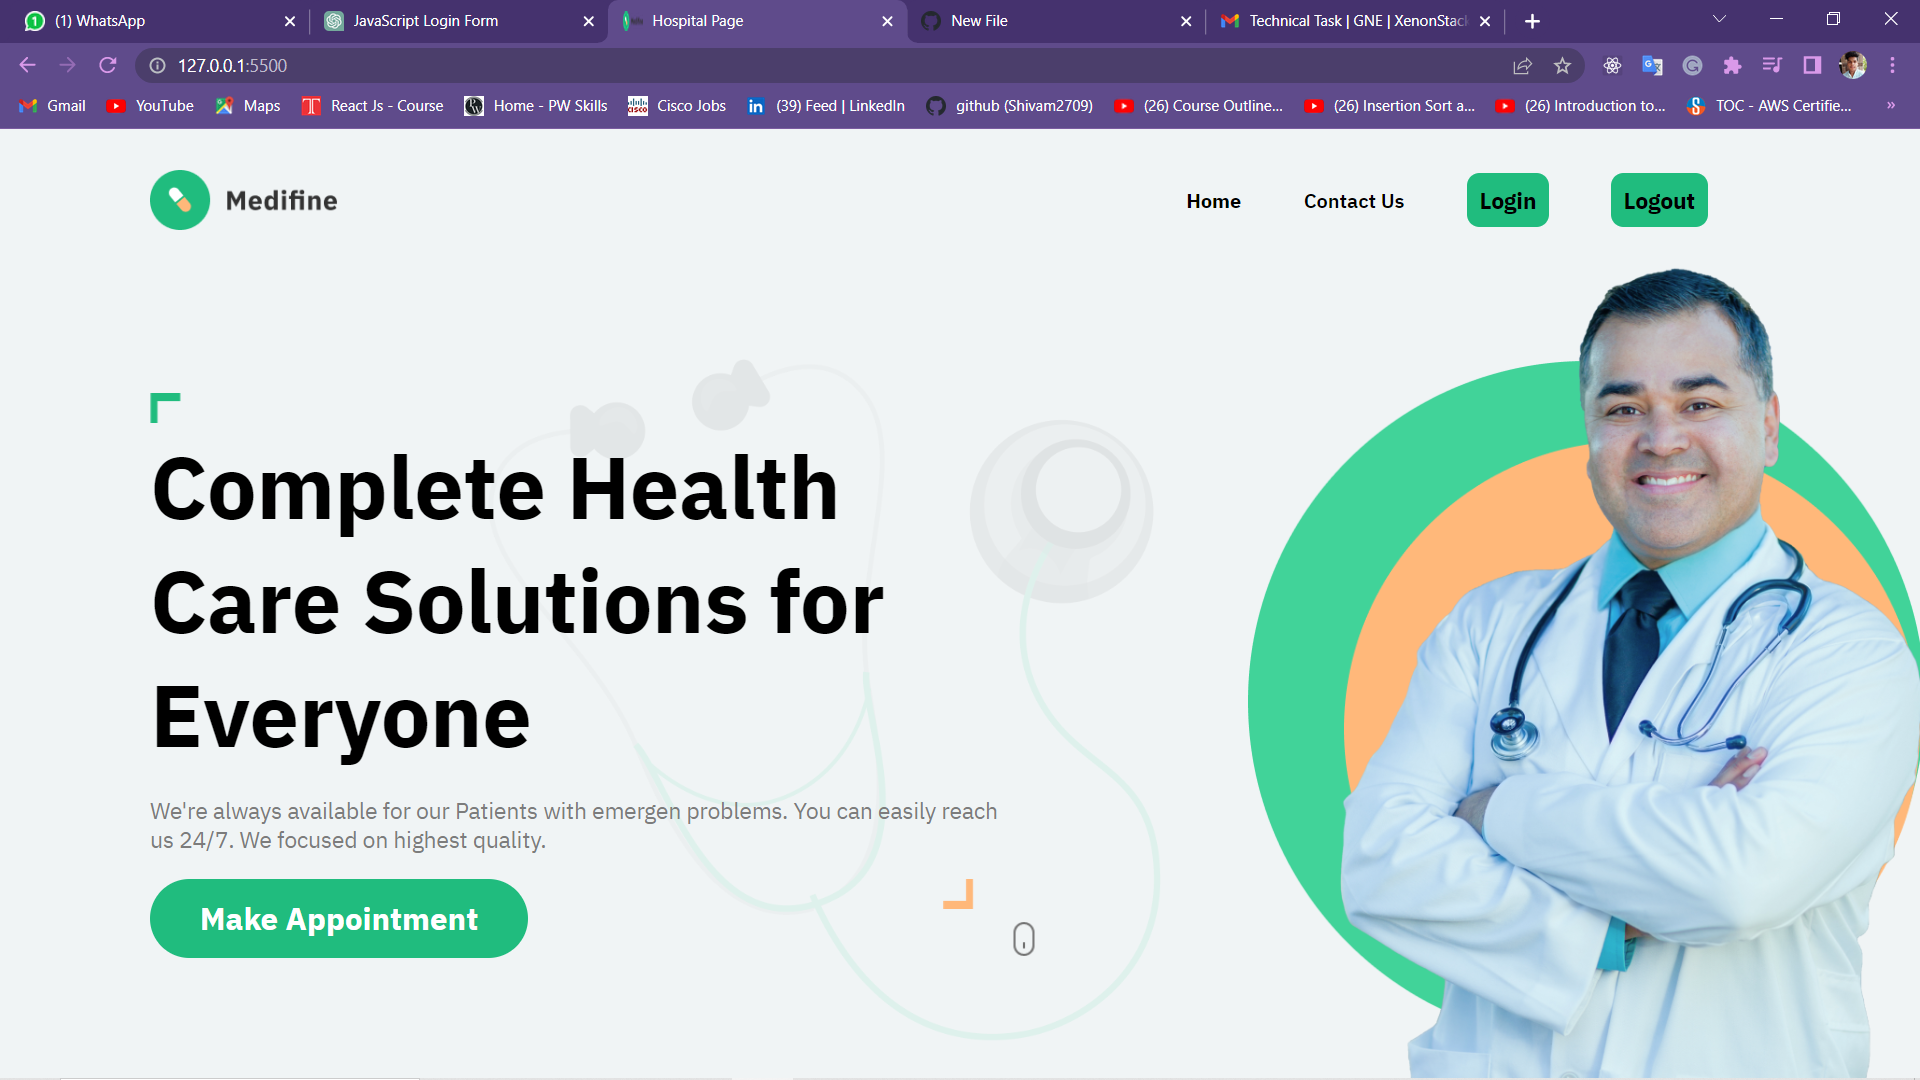 (1) WhatsApp
JavaScript Login Form
Hospital Page
New File
Technical Task | GNE | XenonStac
127.0.0.1:5500
Gmail
YouTube
Maps
React Js - Course
Home - PW Skills
Cisco Jobs
(39) Feed | LinkedIn
github (Shivam2709)
(26) Course Outline...
(26) Insertion Sort a...
(26) Introduction to...
TOC - AWS Certifie...
Medifine
Home
Contact Us
Login
Logout
Complete Health
Care Solutions for
Everyone
We're always available for our Patients with emergen problems. You can easily reach
us 24/7. We focused on highest quality.
Make Appointment